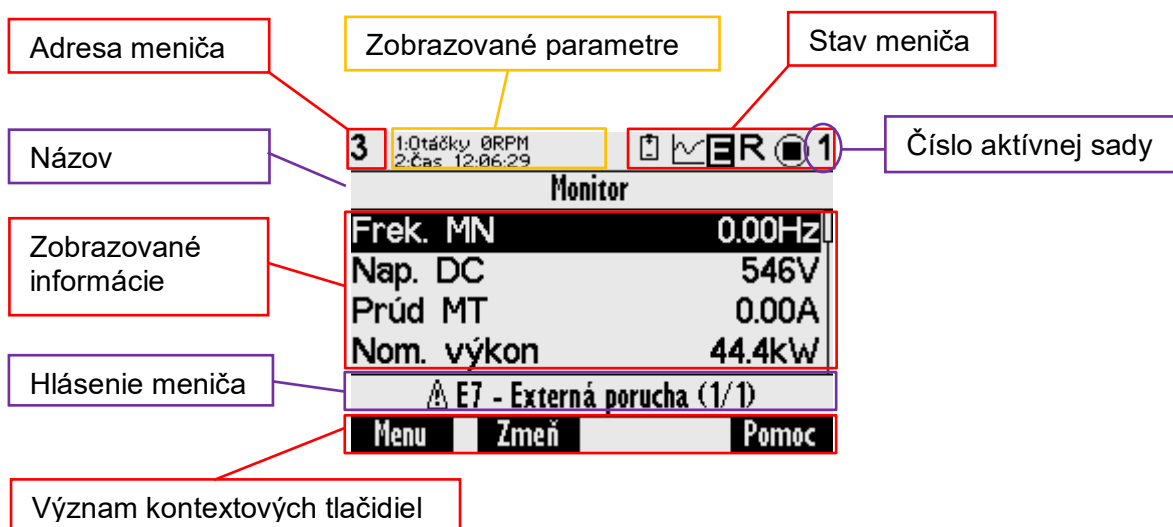 Adresa meniča
Zobrazované parametre
Stav meniča
3
1:Otáčky 0RPM
2:Čas 12:06:29
E R 1
Číslo aktívnej sady
Názov
Monitor
Zobrazované
informácie
Frek. MN 0.00Hz
Nap. DC 546V
Prúd MT 0.00A
Nom. výkon 44.4kW
Hlásenie meniča
⚠ E7 - Externá porucha (1/1)
Menu Zmeň Pomoc
Význam kontextových tlačidiel